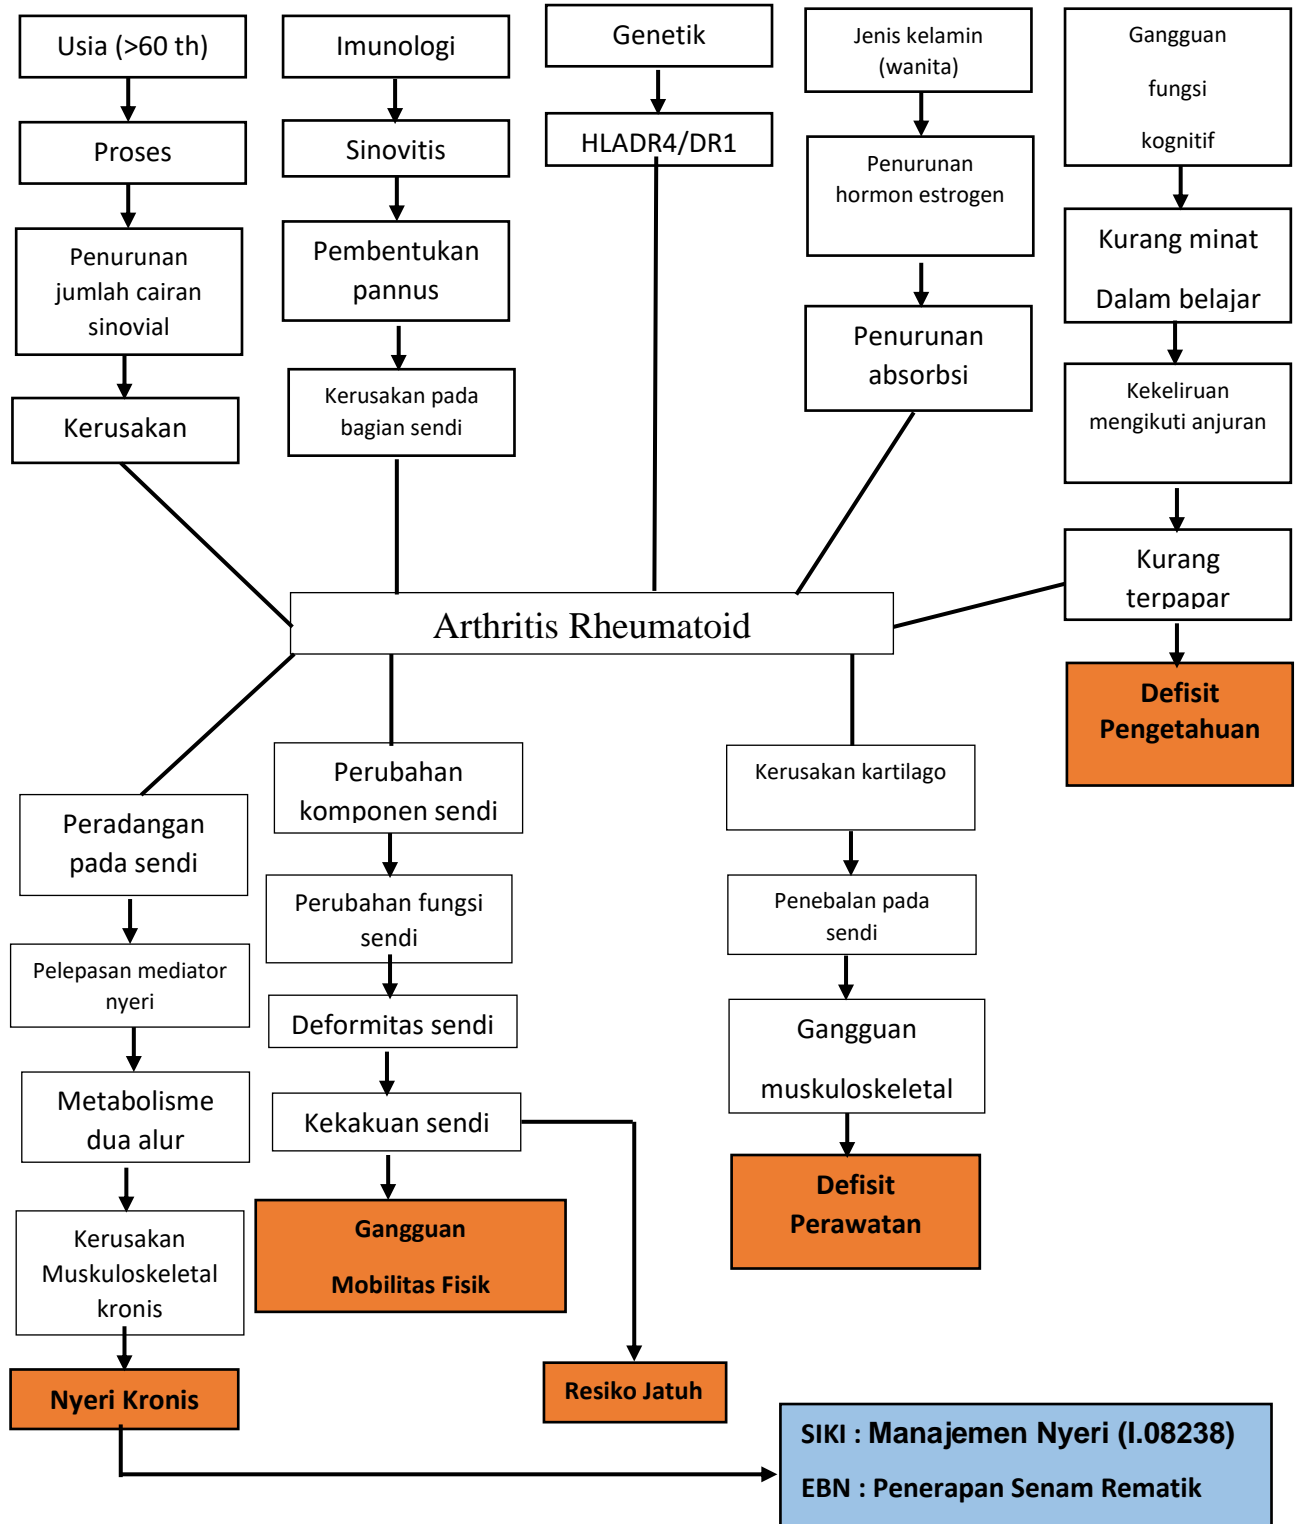 Usia (>60 th)
Proses
Penurunan
jumlah cairan
sinovial
Kerusakan
Imunologi
Sinovitis
Pembentukan
pannus
Kerusakan pada
bagian sendi
Genetik
HLADR4/DR1
Jenis kelamin
(wanita)
Penurunan
hormon estrogen
Penurunan
absorbsi
Gangguan
fungsi
kognitif
Kurang minat
Dalam belajar
Kekeliruan
mengikuti anjuran
Kurang
terpapar
Defisit
Pengetahuan
Arthritis Rheumatoid
Peradangan
pada sendi
Pelepasan mediator
nyeri
Metabolisme
dua alur
Kerusakan
Muskuloskeletal
kronis
Nyeri Kronis
Perubahan
komponen sendi
Perubahan fungsi
sendi
Deformitas sendi
Kekakuan sendi
Gangguan
Mobilitas Fisik
Resiko Jatuh
Kerusakan kartilago
Penebalan pada
sendi
Gangguan
muskuloskeletal
Defisit
Perawatan
SIKI : Manajemen Nyeri (I.08238)
EBN : Penerapan Senam Rematik